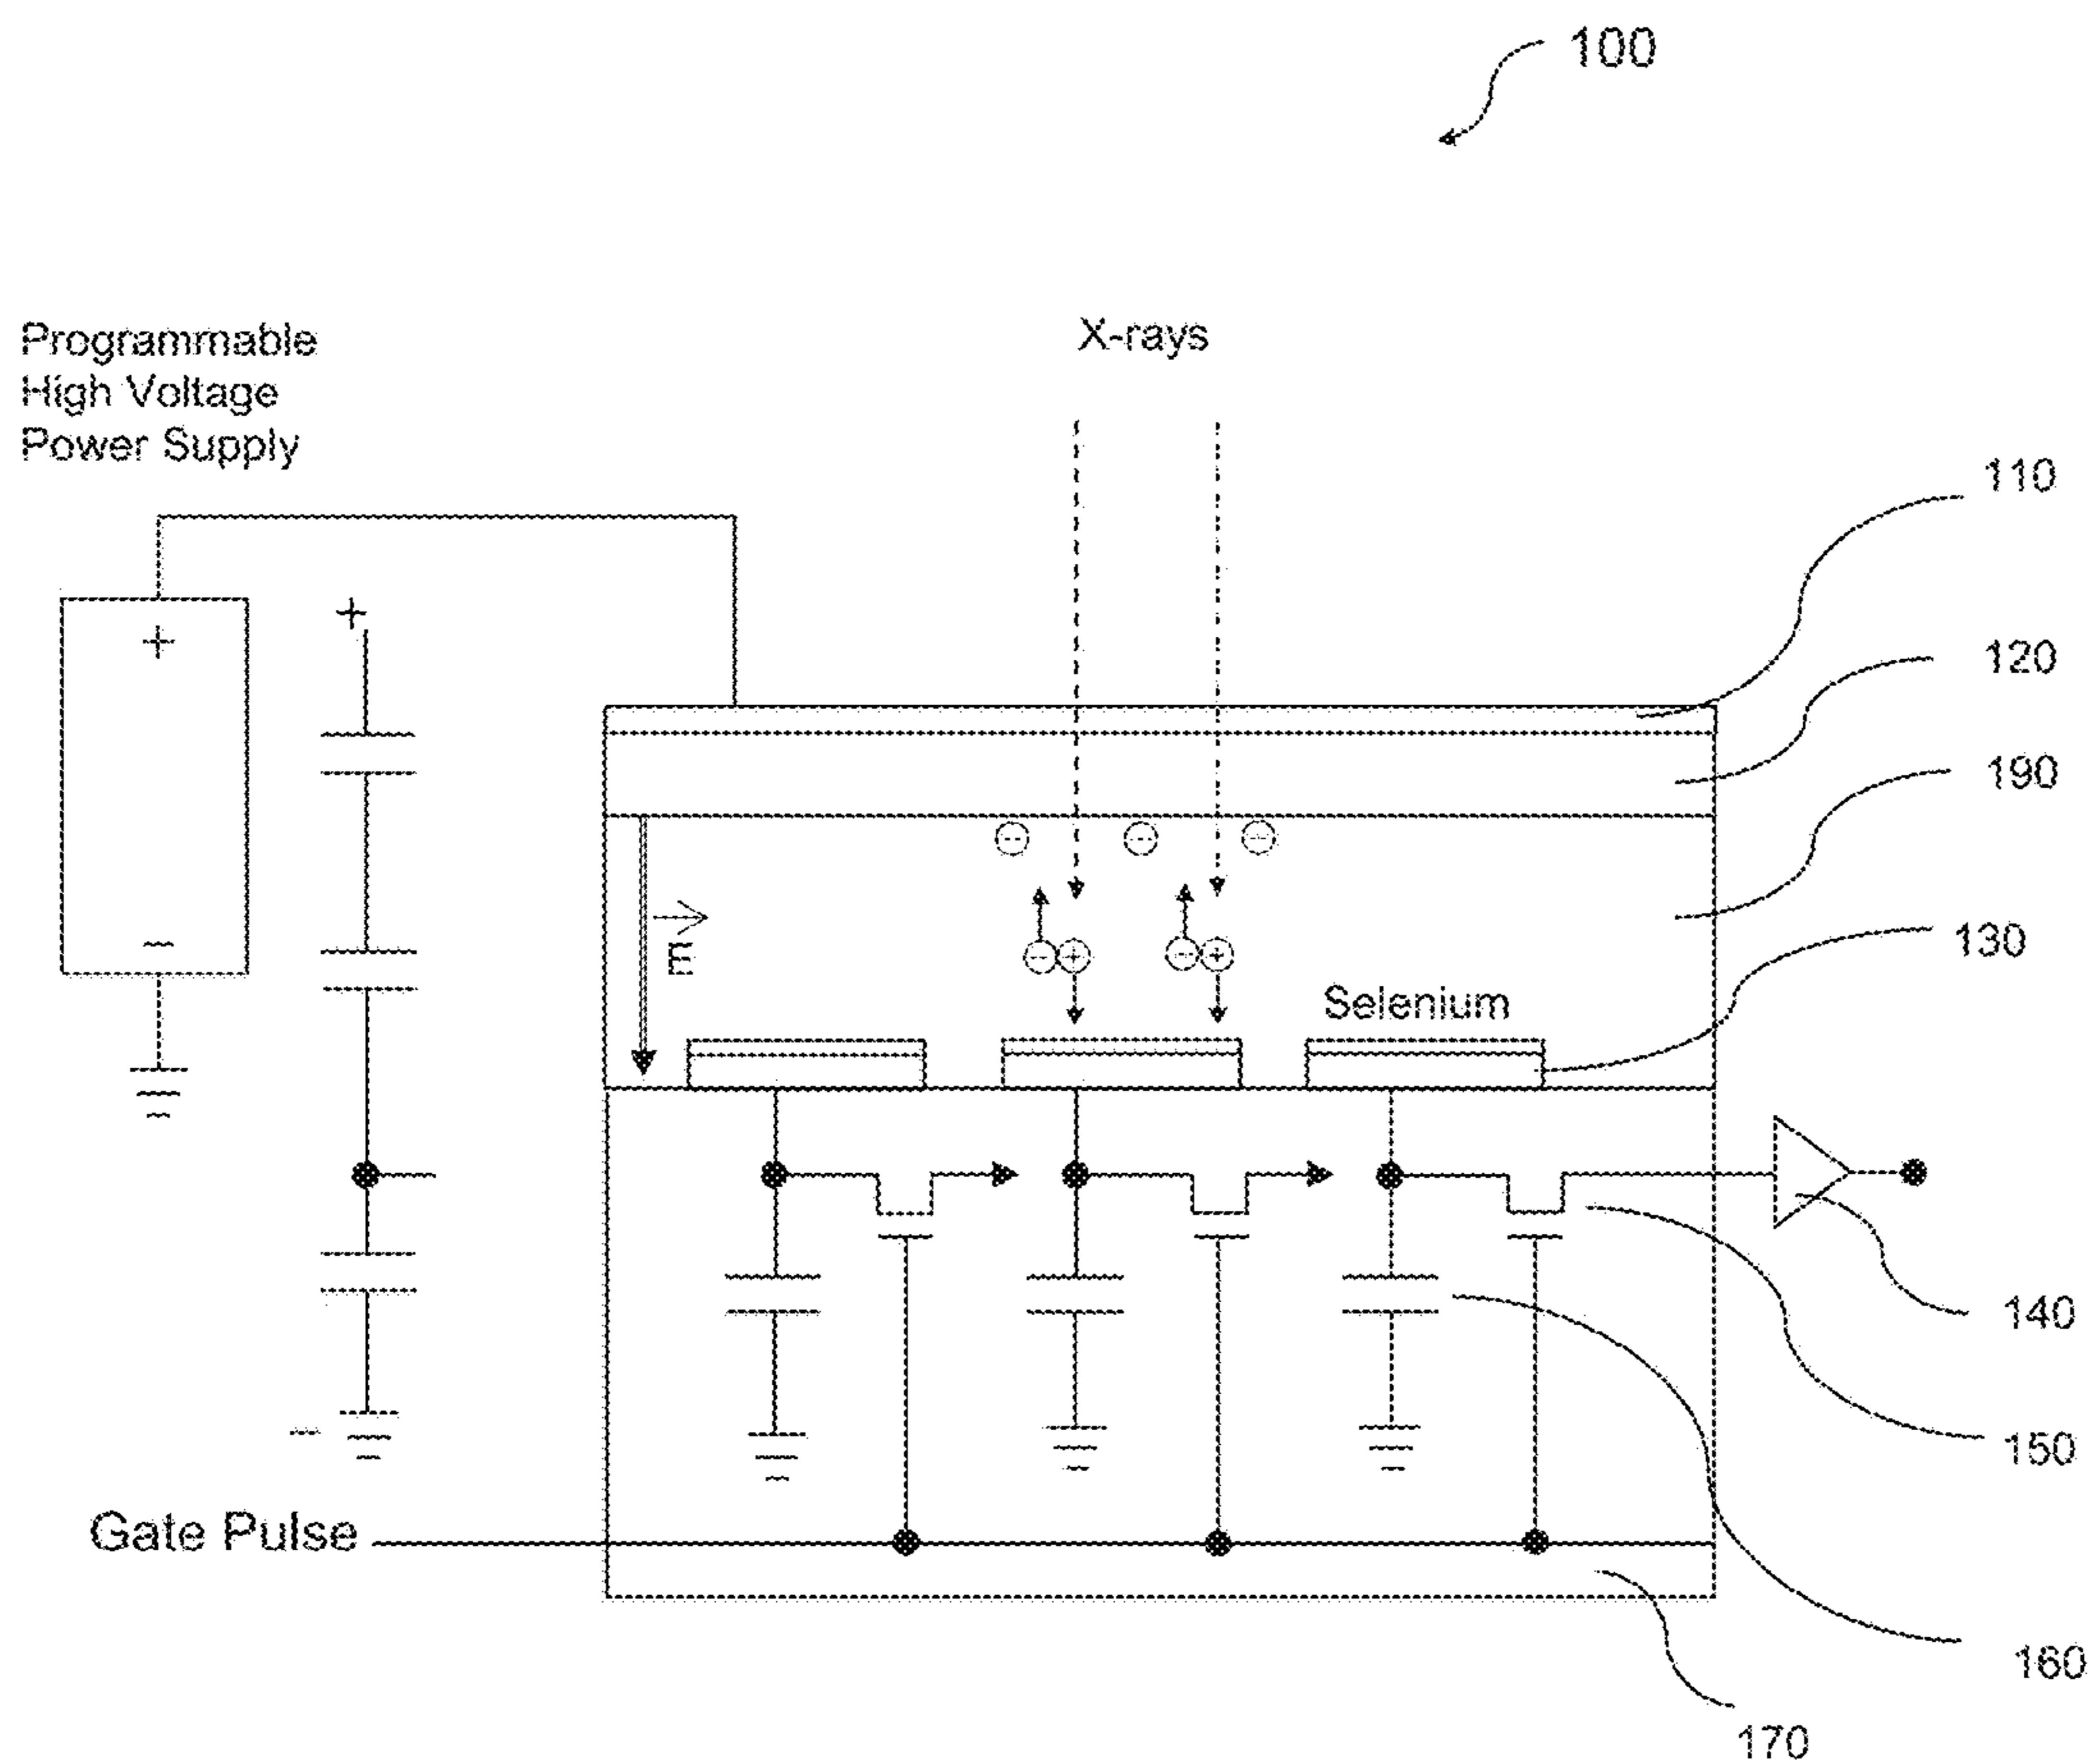 100
Programmable
High Voltage
Power Supply
X-rays
110
120
190
130
140
150
160
170
+
+
−
E
Selenium
Gate Pulse
−